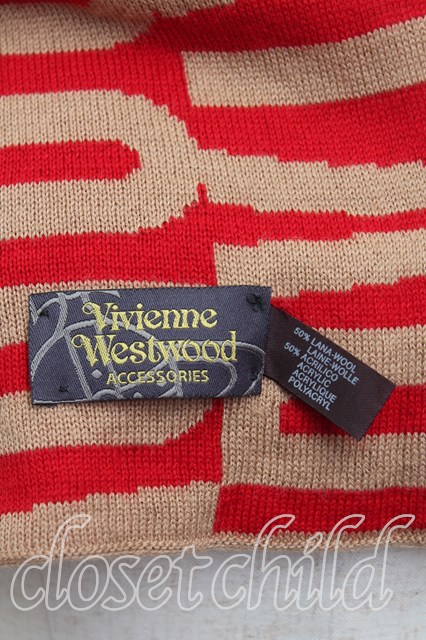 Vivienne
Westwood
ACCESSORIES
50% LANA-WOOL
LAINE-WOLLE
50% ACRILICO
ACRYLIC
ACRYLIQUE
POLYACRYL
closetchild